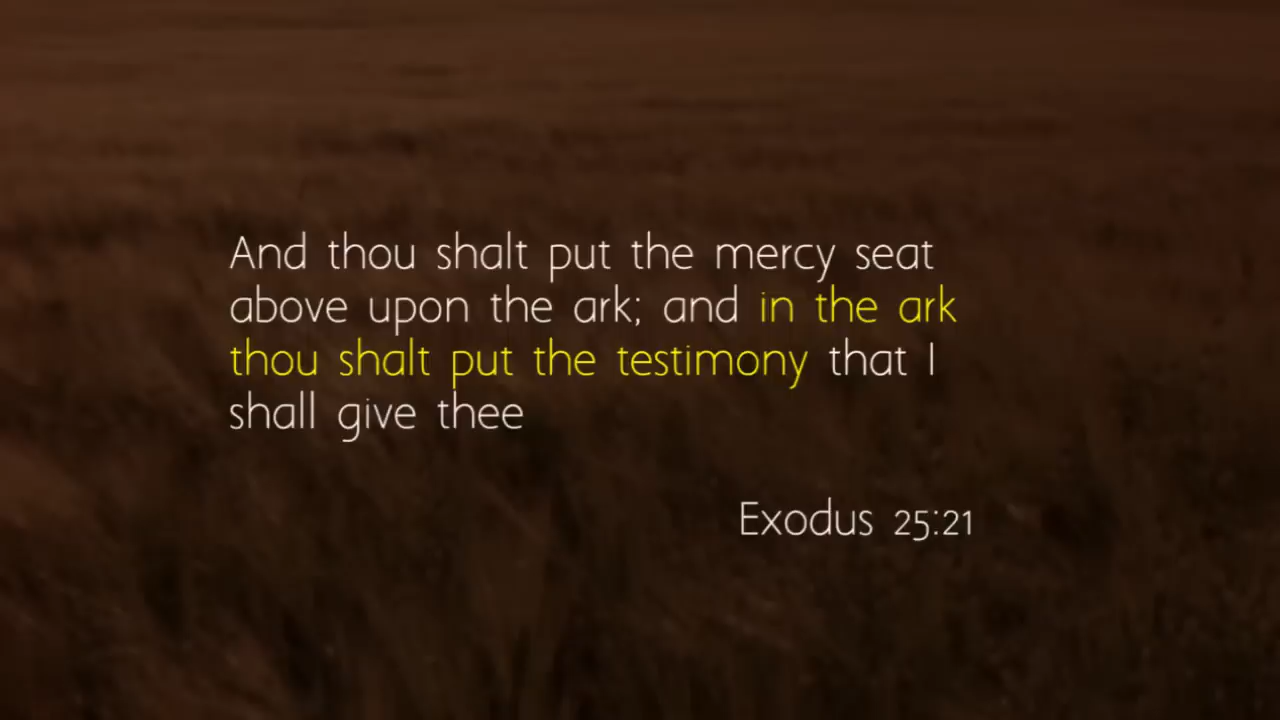 And thou shalt put the mercy seat
above upon the ark; and in the ark
thou shalt put the testimony that I
shall give thee
Exodus 25:21